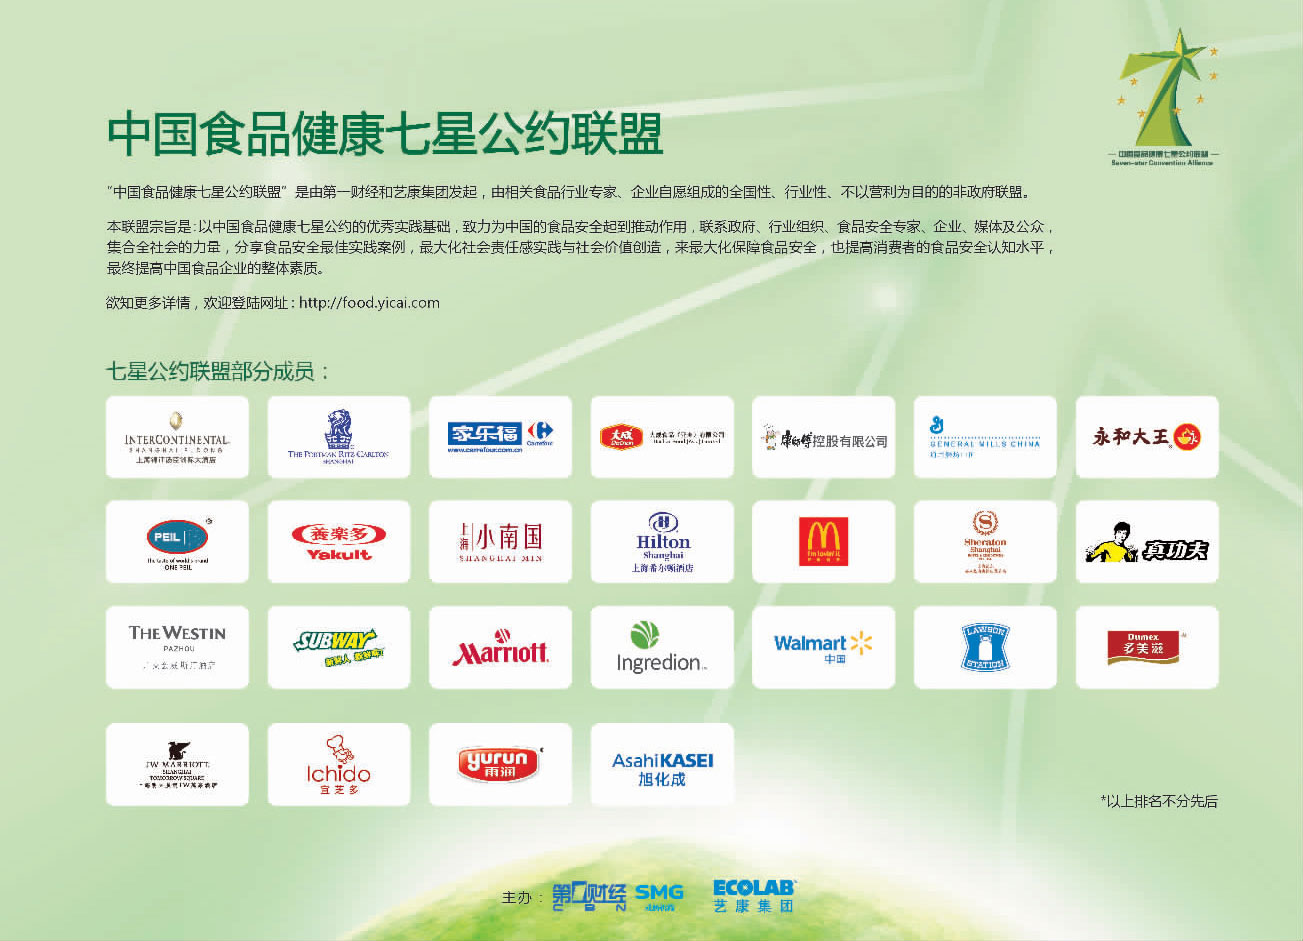 中国食品健康七星公约联盟
Seven-star Convention Alliance
中国食品健康七星公约联盟
“中国食品健康七星公约联盟”是由第一财经和艺康集团发起，由相关食品行业专家、企业自愿组成的全国性、行业性、不以营利为目的的非政府联盟。
本联盟宗旨是：以中国食品健康七星公约的优秀实践基础，致力为中国的食品安全起到推动作用，联系政府、行业组织、食品安全专家、企业、媒体及公众，
集合全社会的力量，分享食品安全最佳实践案例，最大化社会责任感实践与社会价值创造，来最大化保障食品安全，也提高消费者的食品安全认知水平，
最终提高中国食品企业的整体素质。
欲知更多详情，欢迎登陆网址：http://food.yicai.com
七星公约联盟部分成员：
INTERCONTINENTAL.
SHANGHAI PUDONG
THE PORTMAN RITZ-CARLTON
SHANGHAI
家乐福 Carrefour
www.carrefour.com.cn
大成 DaChan
康师傅控股有限公司
GENERAL MILLS CHINA
永和大王
PEIL
the taste of world's brand
ONE PEIL
养楽多
Yakult.
上海小南国
SHANGHAI MIN
Hilton
Shanghai
上海希尔顿酒店
i'm lovin' it
Sheraton
Shanghai
真功夫
THE WESTIN
PAZHOU
SUBWAY
Marriott.
Ingredion
Walmart
中国
LAWSON
STATION
Dumex
多美滋
JW MARRIOTT
SHANGHAI
TOMORROW SQUARE
Ichido
宜芝多
yurun
雨润
AsahiKASEI
旭化成
*以上排名不分先后
主办：
第一财经 SMG
CBN
ECOLAB®
艺康集团